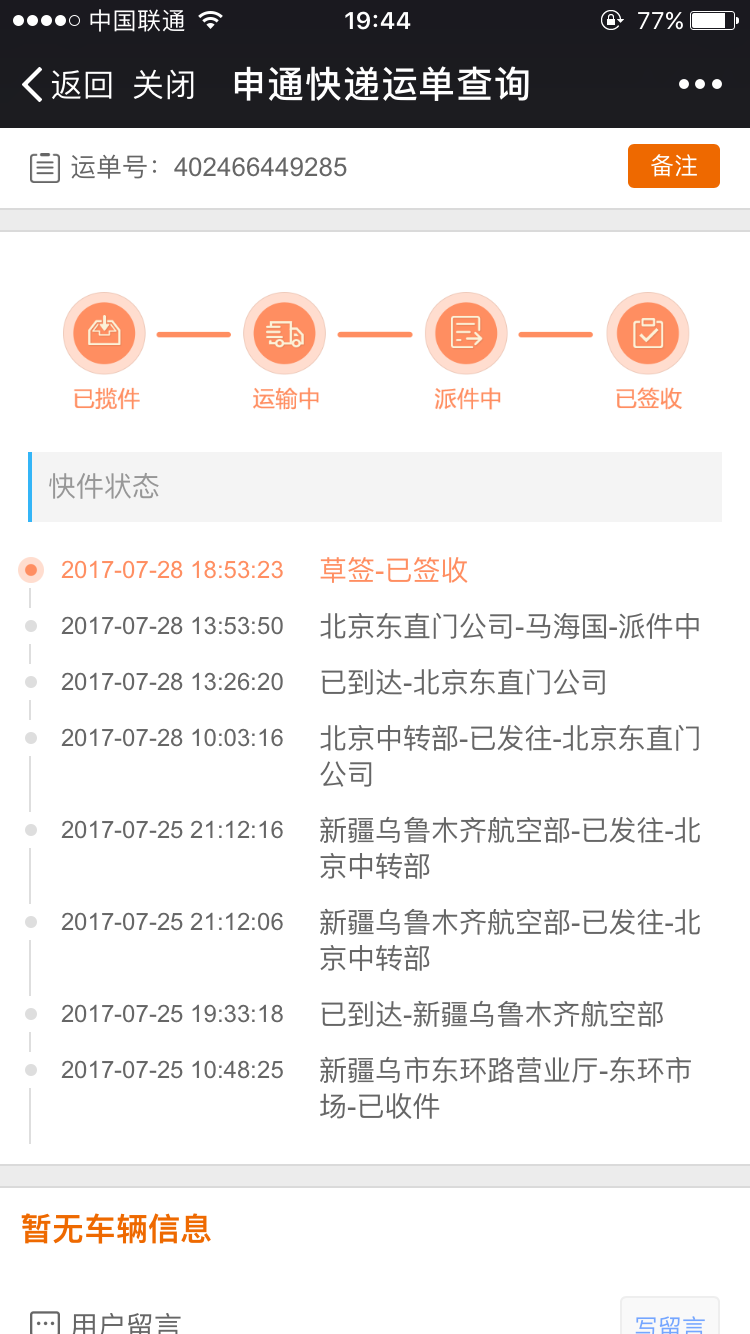 中国联通 19:44 77%
返回 关闭 申通快递运单查询
运单号：402466449285 备注
已揽件 运输中 派件中 已签收
快件状态
2017-07-28 18:53:23 草签-已签收
2017-07-28 13:53:50 北京东直门公司-马海国-派件中
2017-07-28 13:26:20 已到达-北京东直门公司
2017-07-28 10:03:16 北京中转部-已发往-北京东直门
公司
2017-07-25 21:12:16 新疆乌鲁木齐航空部-已发往-北
京中转部
2017-07-25 21:12:06 新疆乌鲁木齐航空部-已发往-北
京中转部
2017-07-25 19:33:18 已到达-新疆乌鲁木齐航空部
2017-07-25 10:48:25 新疆乌市东环路营业厅-东环市
场-已收件
暂无车辆信息
用户留言 写留言